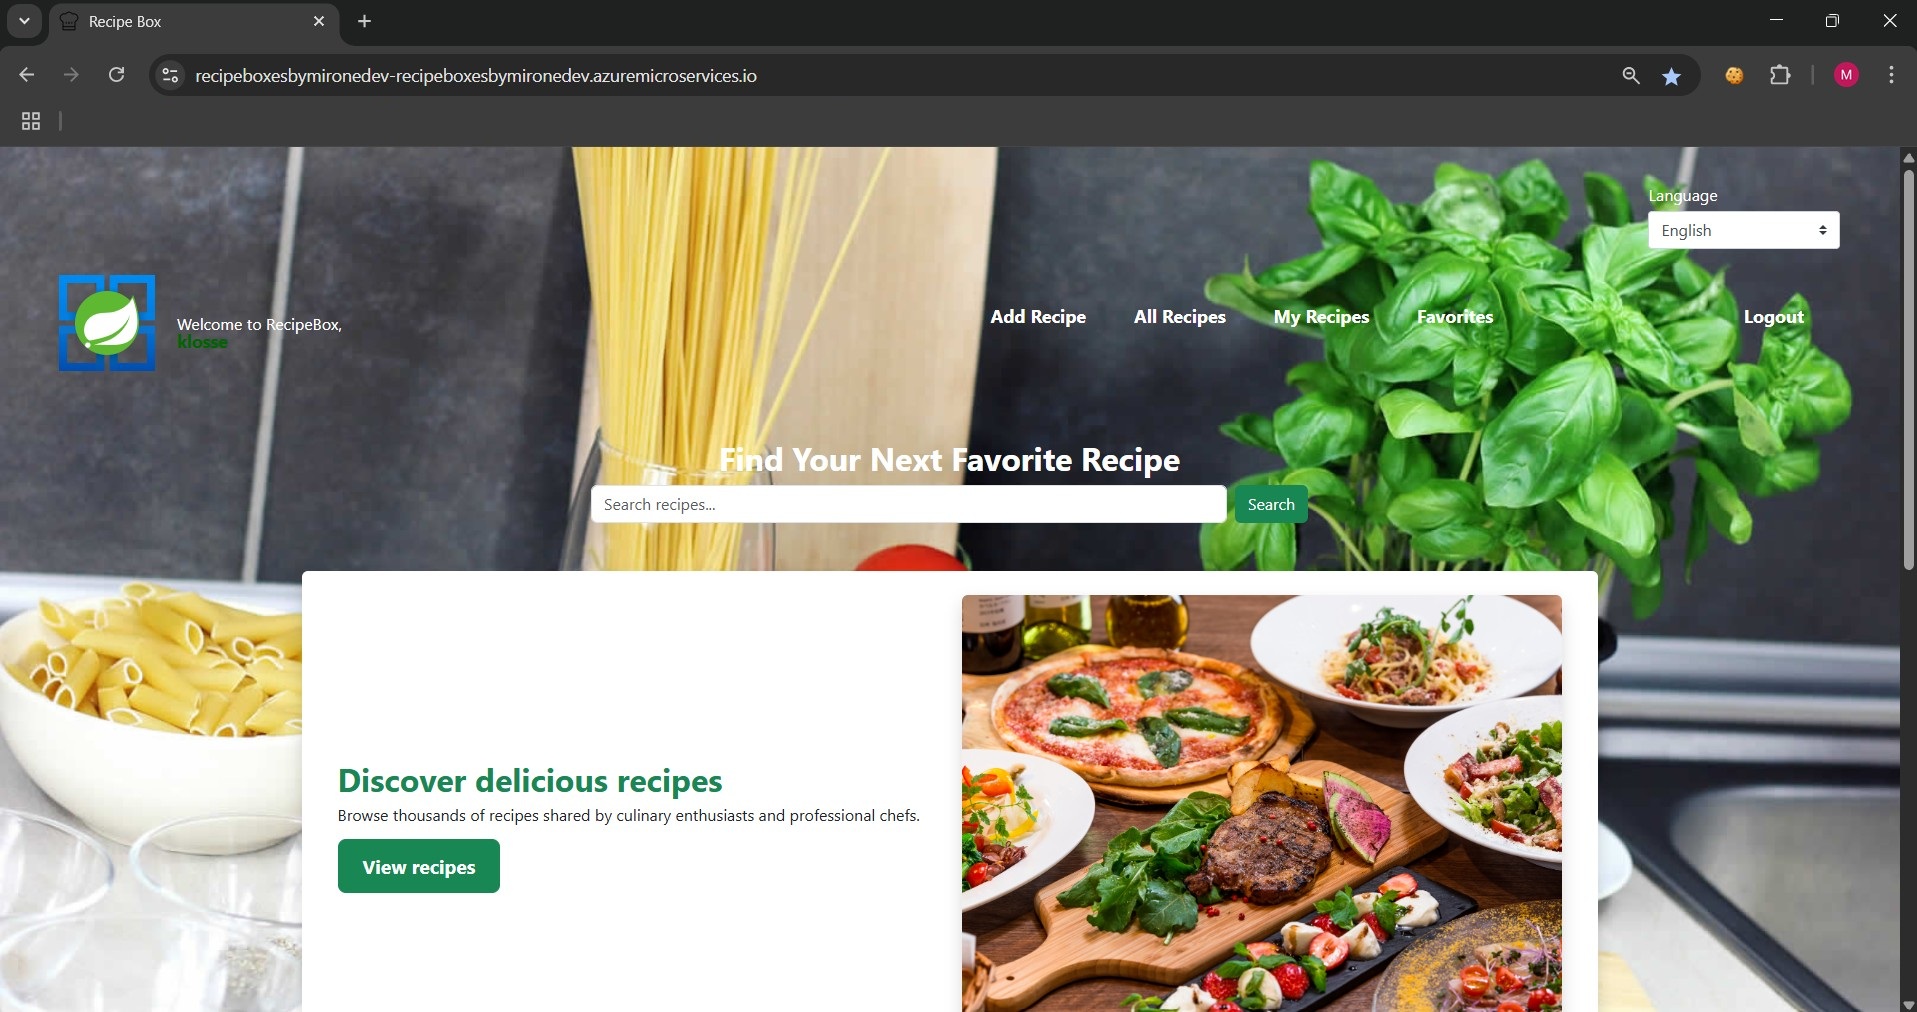 Recipe Box
recipeboxesbymironedev-recipeboxesbymironedev.azuremicroservices.io
M
Language
English
Welcome to RecipeBox,
klosse
Add Recipe
All Recipes
My Recipes
Favorites
Logout
Find Your Next Favorite Recipe
Search recipes...
Search
Discover delicious recipes
Browse thousands of recipes shared by culinary enthusiasts and professional chefs.
View recipes